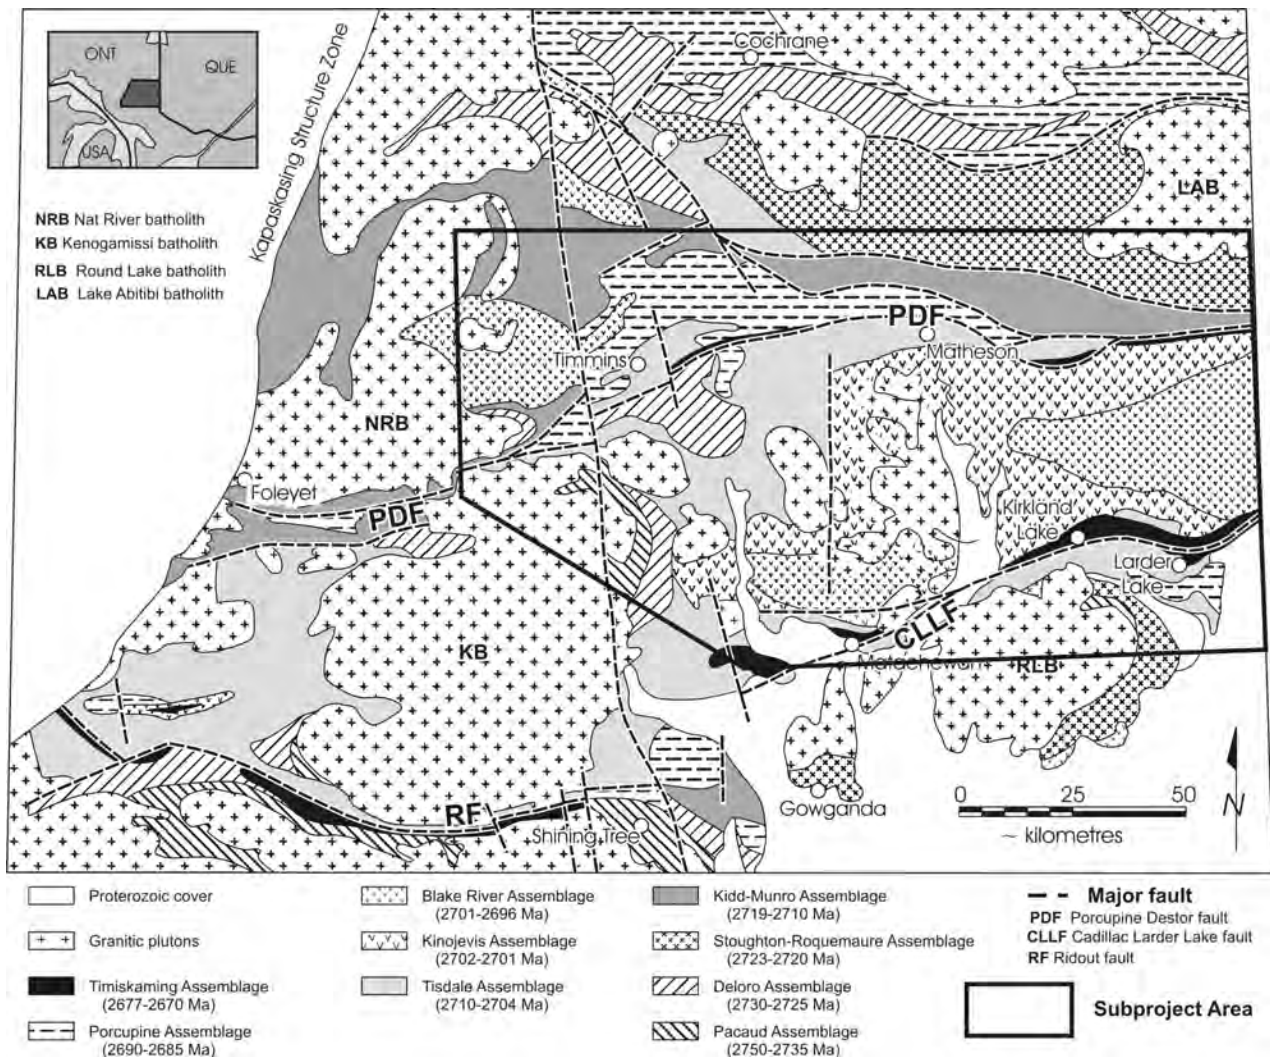 ONT
QUE
USA
Kapaskasing Structure Zone
Cochrane
NRB Nat River batholith
KB Kenogamissi batholith
RLB Round Lake batholith
LAB Lake Abitibi batholith
LAB
PDF
Timmins
Matheson
NRB
Foleyet
PDF
Kirkland
Lake
Larder
Lake
CLLF
KB
Matachewan
RLB
Gowganda
RF
Shining Tree
0 25 50
~ kilometres
N
Proterozoic cover
Granitic plutons
Timiskaming Assemblage
(2677-2670 Ma)
Porcupine Assemblage
(2690-2685 Ma)
Blake River Assemblage
(2701-2696 Ma)
Kinojevis Assemblage
(2702-2701 Ma)
Tisdale Assemblage
(2710-2704 Ma)
Kidd-Munro Assemblage
(2719-2710 Ma)
Stoughton-Roquemaure Assemblage
(2723-2720 Ma)
Deloro Assemblage
(2730-2725 Ma)
Pacaud Assemblage
(2750-2735 Ma)
Major fault
PDF Porcupine Destor fault
CLLF Cadillac Larder Lake fault
RF Ridout fault
Subproject Area